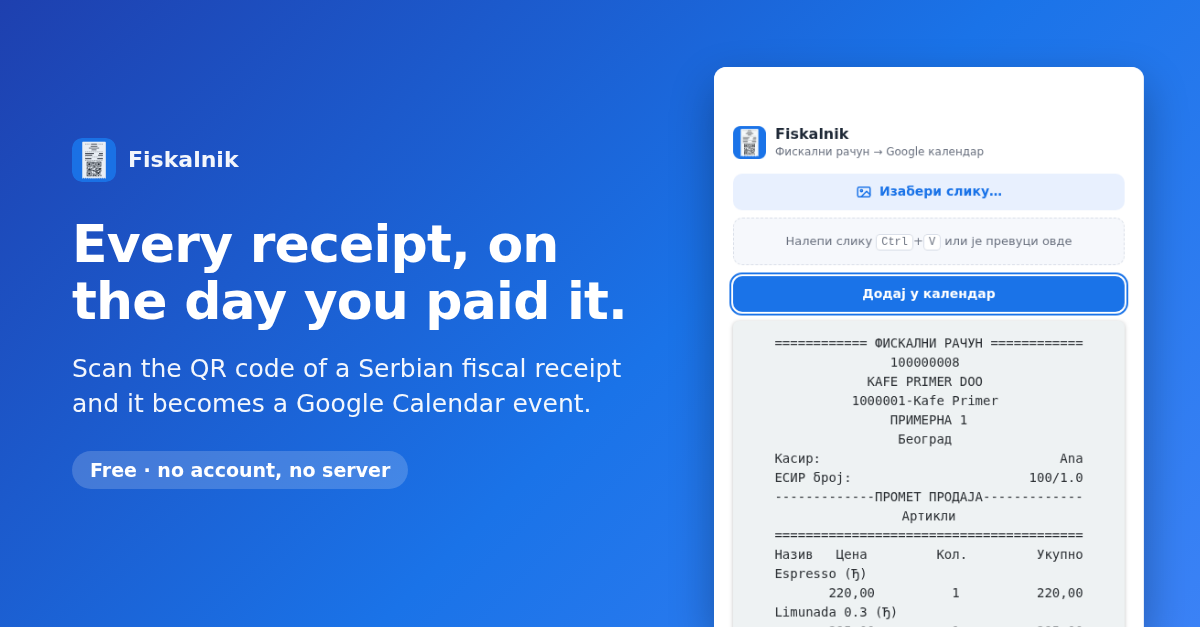 Fiskalnik
Every receipt, on
the day you paid it.
Scan the QR code of a Serbian fiscal receipt
and it becomes a Google Calendar event.
Free · no account, no server
Fiskalnik
Фискални рачун → Google календар
Изабери слику…
Налепи слику Ctrl+V или је превуци овде
Додај у календар
============ ФИСКАЛНИ РАЧУН ============
100000008
KAFE PRIMER DOO
1000001-Kafe Primer
ПРИМЕРНА 1
Београд
Касир: Ana
ЕСИР број: 100/1.0
-------------ПРОМЕТ ПРОДАЈА-------------
Артикли
========================================
Назив Цена Кол. Укупно
Espresso (Ђ)
220,00 1 220,00
Limunada 0.3 (Ђ)